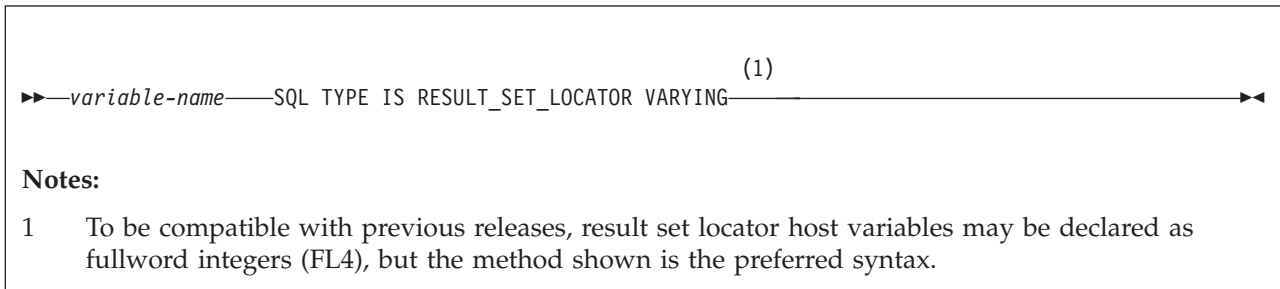 (1)
►►—variable-name——SQL TYPE IS RESULT_SET_LOCATOR VARYING——►◄
Notes:
1 To be compatible with previous releases, result set locator host variables may be declared as
fullword integers (FL4), but the method shown is the preferred syntax.